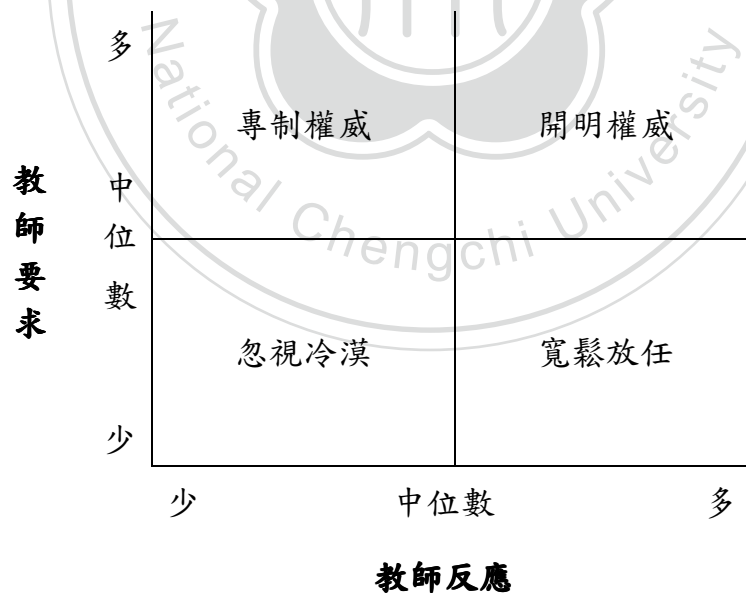 多
專制權威
開明權威
教師要求
中位數
忽視冷漠
寬鬆放任
少
少
中位數
多
教師反應
National Chengchi University